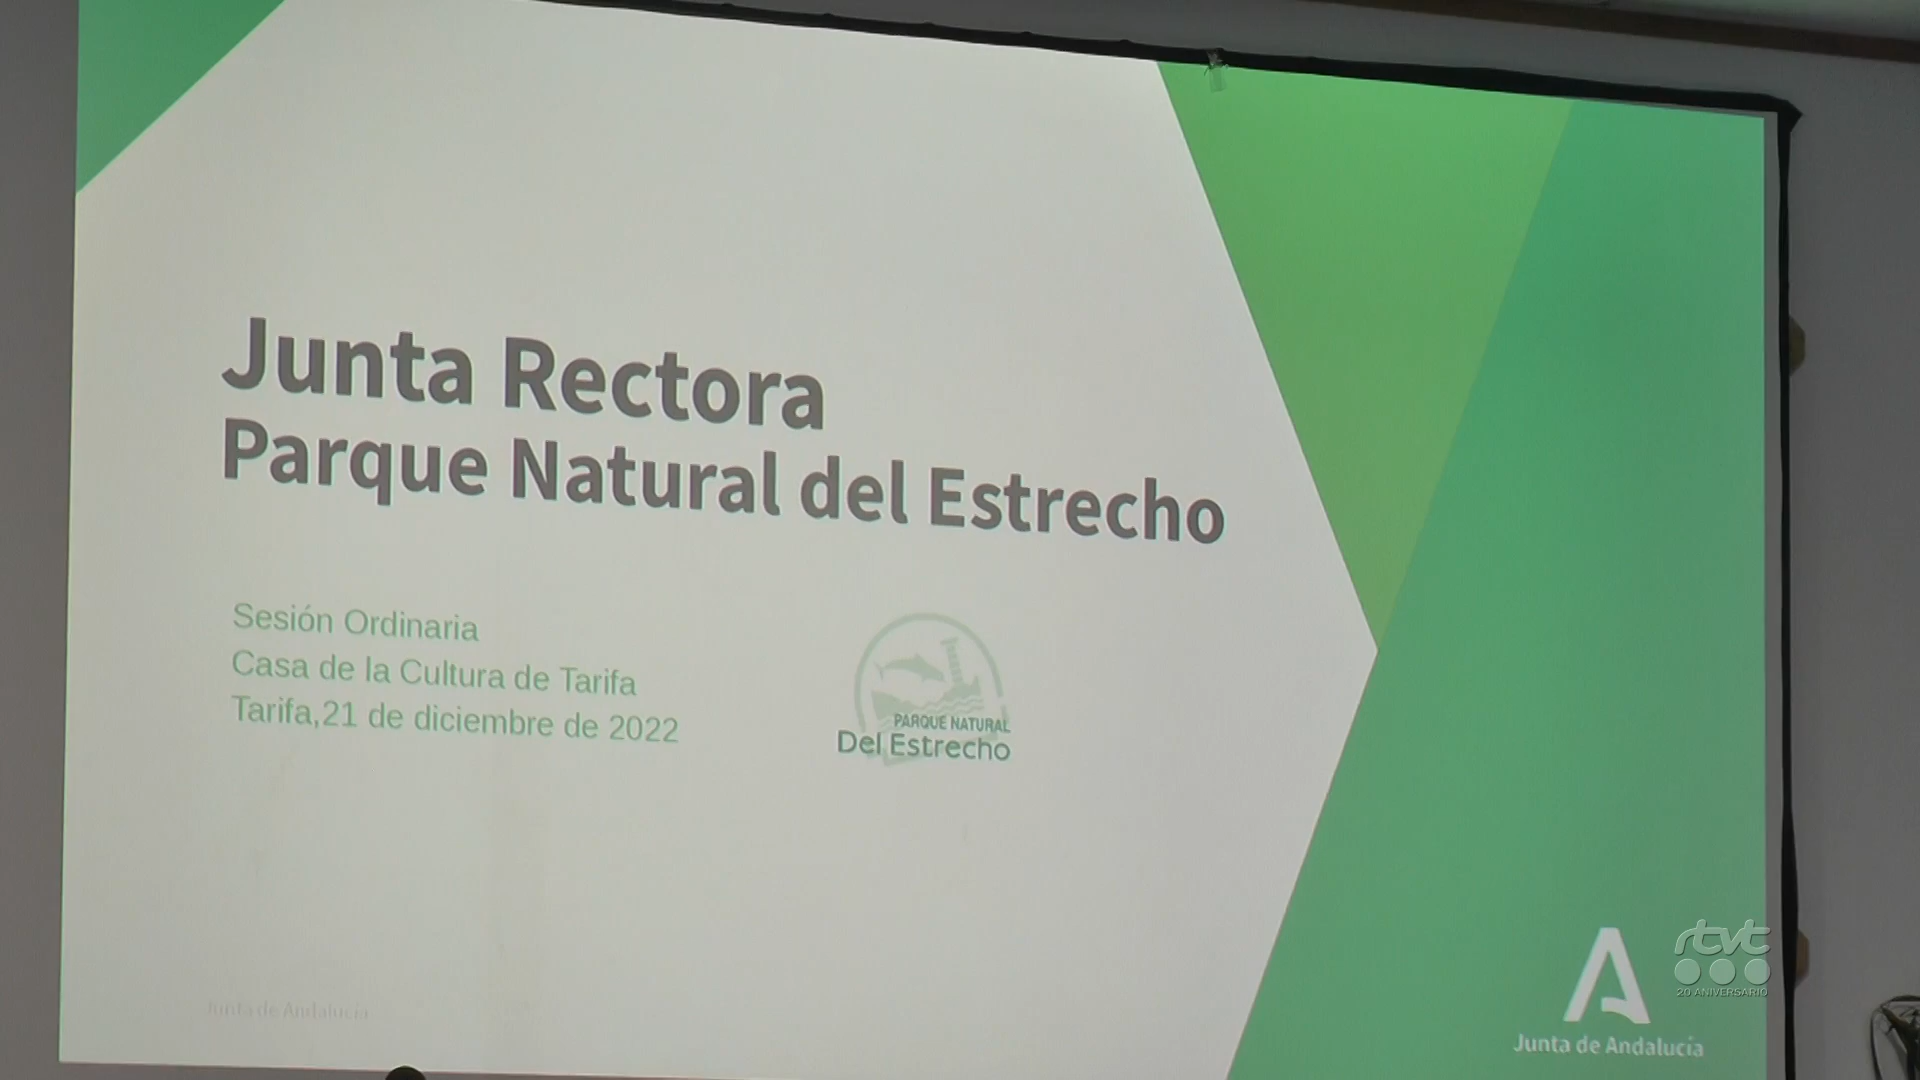 Junta Rectora
Parque Natural del Estrecho
Sesión Ordinaria
Casa de la Cultura de Tarifa
Tarifa,21 de diciembre de 2022
PARQUE NATURAL
Del Estrecho
Junta de Andalucía
Junta de Andalucía
rtvt
20 ANIVERSARIO